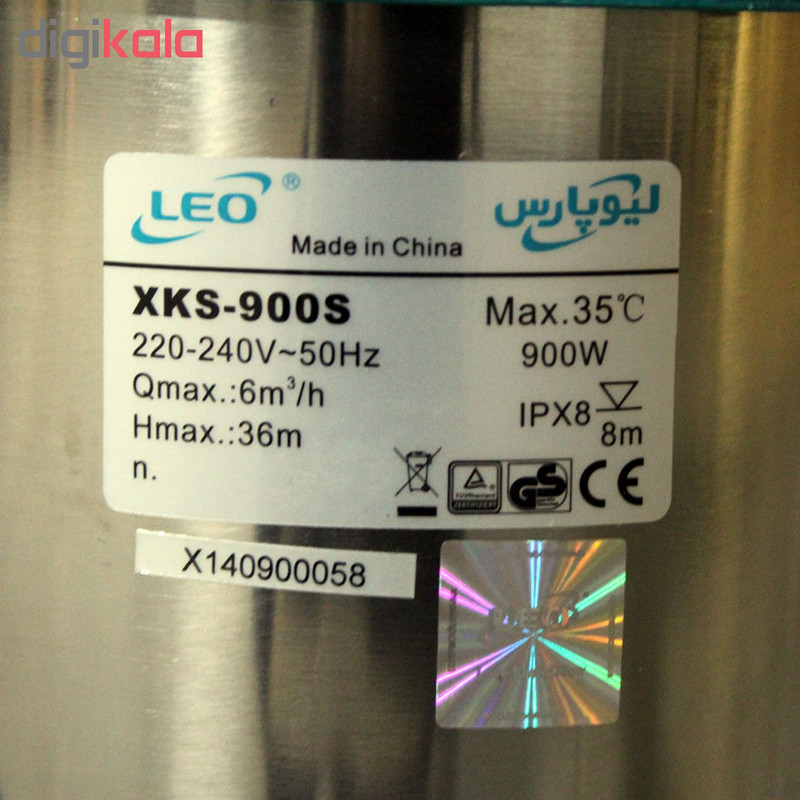 digikala
LEO ®
لیوپارس
Made in China
XKS-900S
Max.35℃
220-240V~50Hz
900W
Qmax.:6m³/h
IPX8
8m
Hmax.:36m
n.
GS
CE
X140900058